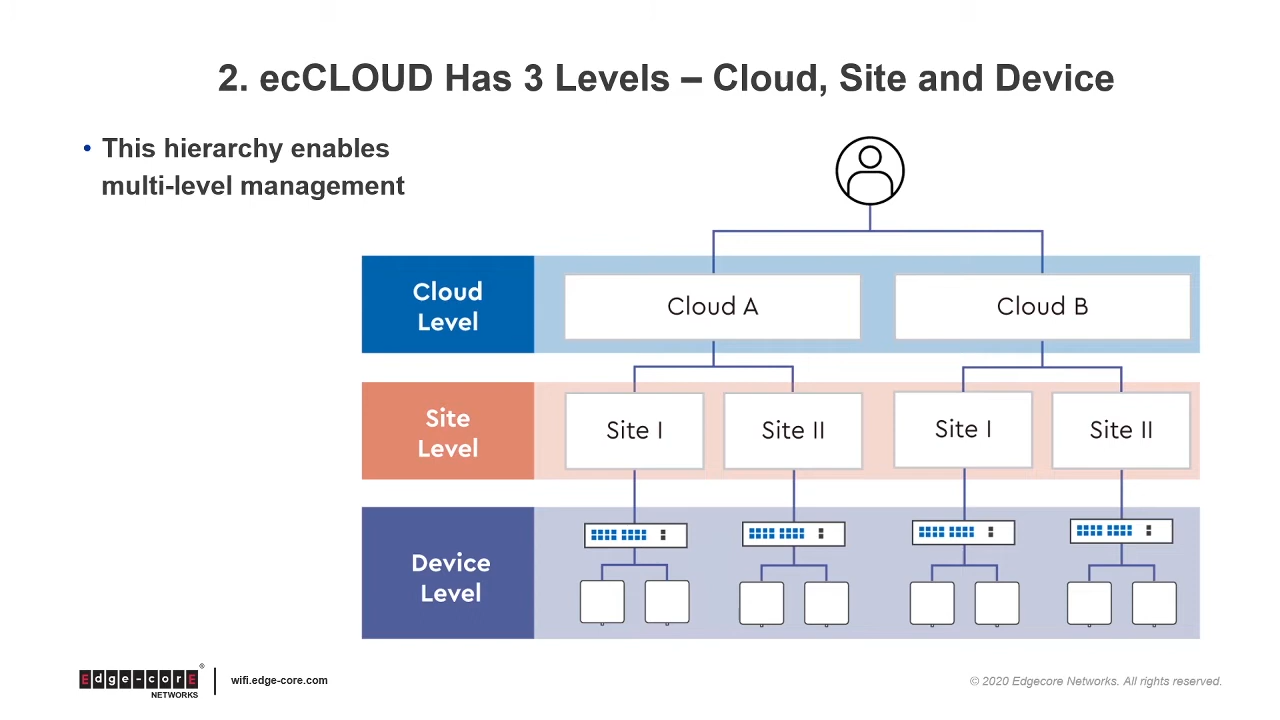 2. ecCLOUD Has 3 Levels – Cloud, Site and Device
• This hierarchy enables
multi-level management
Cloud
Level
Cloud A
Cloud B
Site
Level
Site I
Site II
Site I
Site II
Device
Level
Edge-corE®
NETWORKS
wifi.edge-core.com
© 2020 Edgecore Networks. All rights reserved.